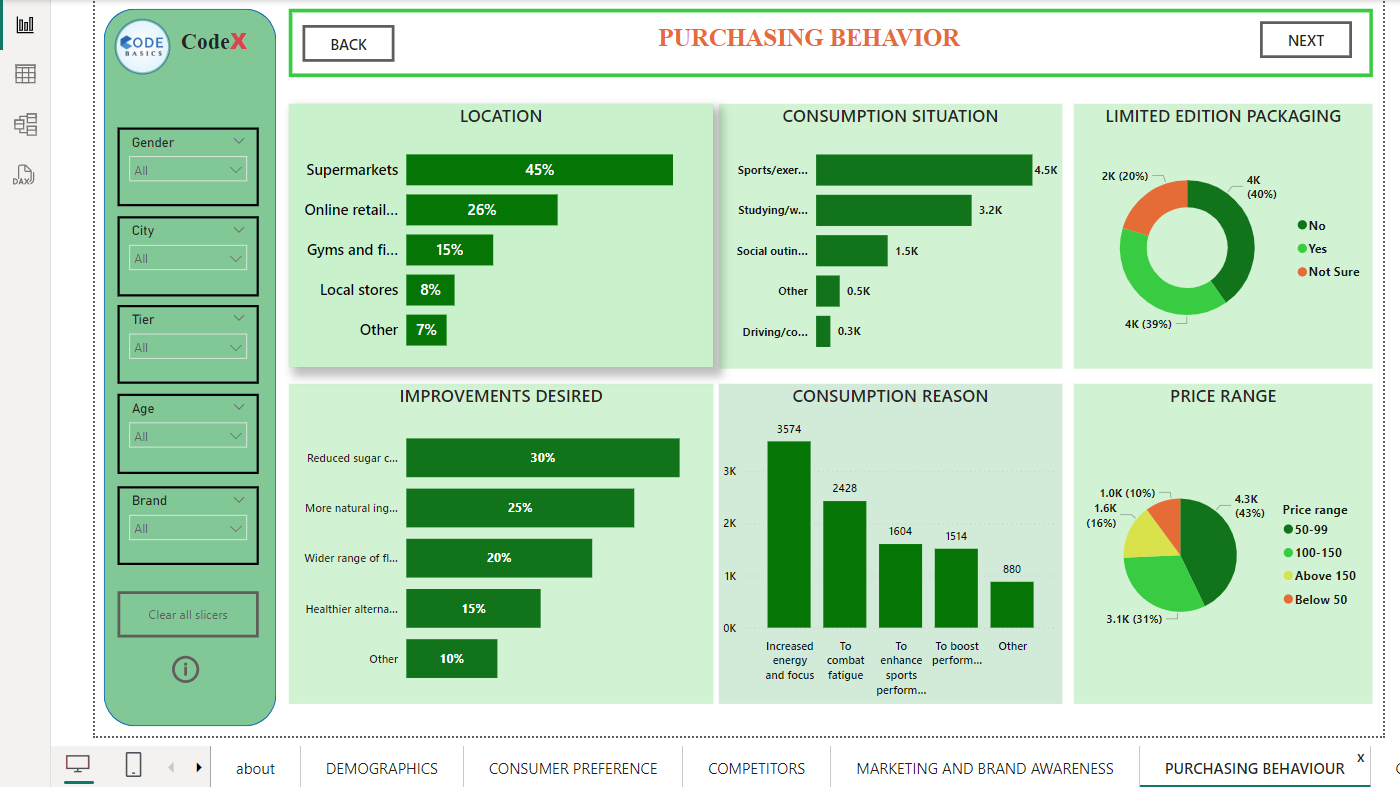 CODE
BASICS
CodeX
BACK
PURCHASING BEHAVIOR
NEXT
Gender
All
City
All
Tier
All
Age
All
Brand
All
Clear all slicers
LOCATION
Supermarkets
45%
Online retail...
26%
Gyms and fi...
15%
Local stores
8%
Other
7%
CONSUMPTION SITUATION
Sports/exer...
4.5K
Studying/w...
3.2K
Social outin...
1.5K
Other
0.5K
Driving/co...
0.3K
LIMITED EDITION PACKAGING
2K (20%)
4K
(40%)
4K (39%)
No
Yes
Not Sure
IMPROVEMENTS DESIRED
Reduced sugar c...
30%
More natural ing...
25%
Wider range of fl...
20%
Healthier alterna...
15%
Other
10%
CONSUMPTION REASON
3K
2K
1K
0K
3574
2428
1604
1514
880
Increased
energy
and focus
To
combat
fatigue
To
enhance
sports
perform...
To boost
perform...
Other
PRICE RANGE
1.0K (10%)
1.6K
(16%)
4.3K
(43%)
3.1K (31%)
Price range
50-99
100-150
Above 150
Below 50
DAX
about
DEMOGRAPHICS
CONSUMER PREFERENCE
COMPETITORS
MARKETING AND BRAND AWARENESS
PURCHASING BEHAVIOUR
x